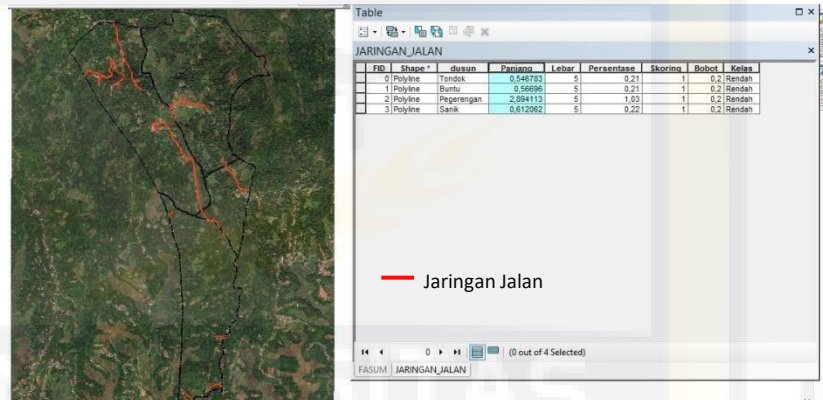 Table
JARINGAN_JALAN
FID Shape * dusun Panjang Lebar Persentase Skoring Bobot Kelas
0 Polyline Tondok 0,546783 5 0,21 1 0,2 Rendah
1 Polyline Buntu 0,56696 5 0,21 1 0,2 Rendah
2 Polyline Pegerengan 2,894113 5 1,03 1 0,2 Rendah
3 Polyline Sanik 0,612062 5 0,22 1 0,2 Rendah
Jaringan Jalan
0 (0 out of 4 Selected)
FASUM JARINGAN_JALAN